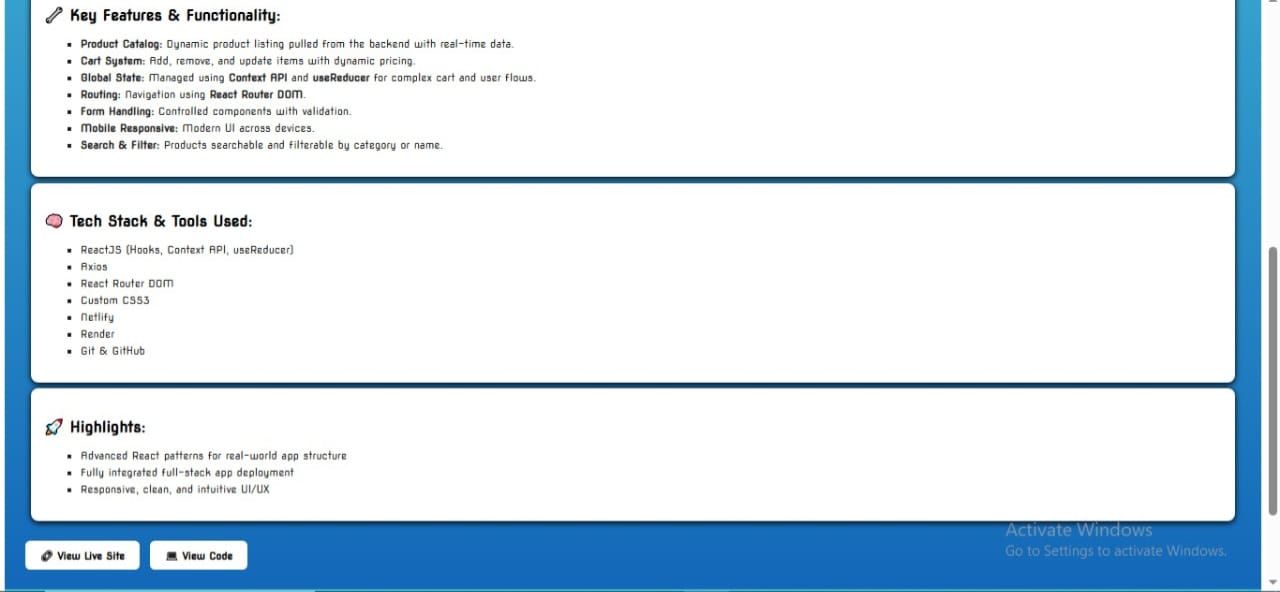 Key Features & Functionality:
Product Catalog: Dynamic product listing pulled from the backend with real-time data.
Cart System: Add, remove, and update items with dynamic pricing.
Global State: Managed using Context API and useReducer for complex cart and user flows.
Routing: Navigation using React Router DOM.
Form Handling: Controlled components with validation.
Mobile Responsive: Modern UI across devices.
Search & Filter: Products searchable and filterable by category or name.
Tech Stack & Tools Used:
ReactJS (Hooks, Context API, useReducer)
Axios
React Router DOM
Custom CSS3
Netlify
Render
Git & GitHub
Highlights:
Advanced React patterns for real-world app structure
Fully integrated full-stack app deployment
Responsive, clean, and intuitive UI/UX
Activate Windows
Go to Settings to activate Windows.
View Live Site
View Code